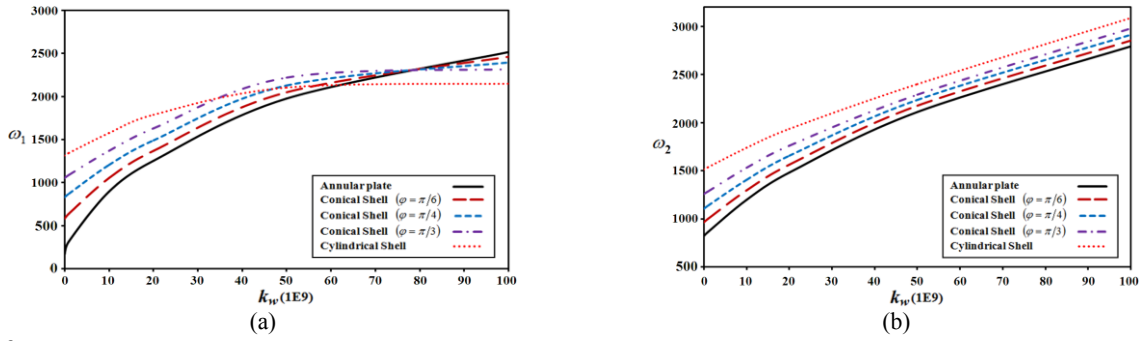 3000
2500
2000
1500
1000
500
0
ω₁
0 10 20 30 40 50 60 70 80 90 100
k_w (1E9)
Annular plate
Conical Shell (φ = π/6)
Conical Shell (φ = π/4)
Conical Shell (φ = π/3)
Cylindrical Shell
(a)
3000
2500
2000
1500
1000
500
ω₂
0 10 20 30 40 50 60 70 80 90 100
k_w (1E9)
Annular plate
Conical Shell (φ = π/6)
Conical Shell (φ = π/4)
Conical Shell (φ = π/3)
Cylindrical Shell
(b)